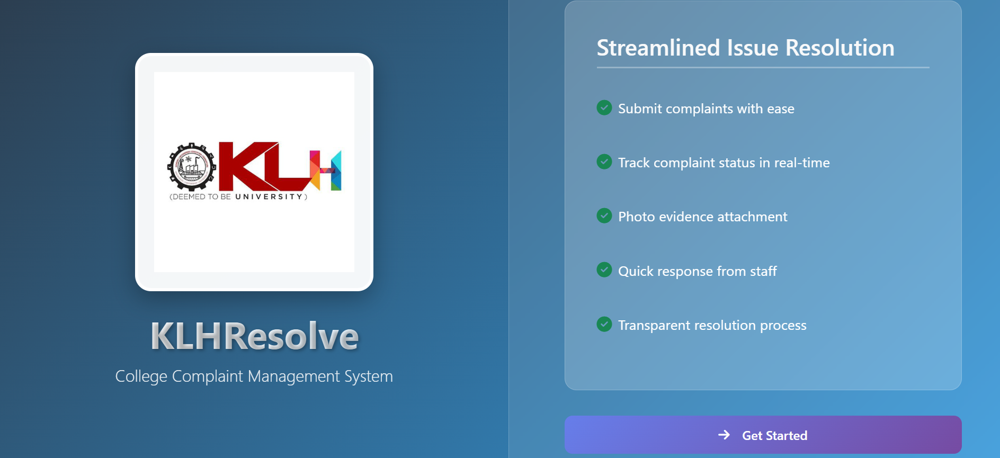 KLH
(DEEMED TO BE UNIVERSITY)
KLHResolve
College Complaint Management System
Streamlined Issue Resolution
Submit complaints with ease
Track complaint status in real-time
Photo evidence attachment
Quick response from staff
Transparent resolution process
Get Started